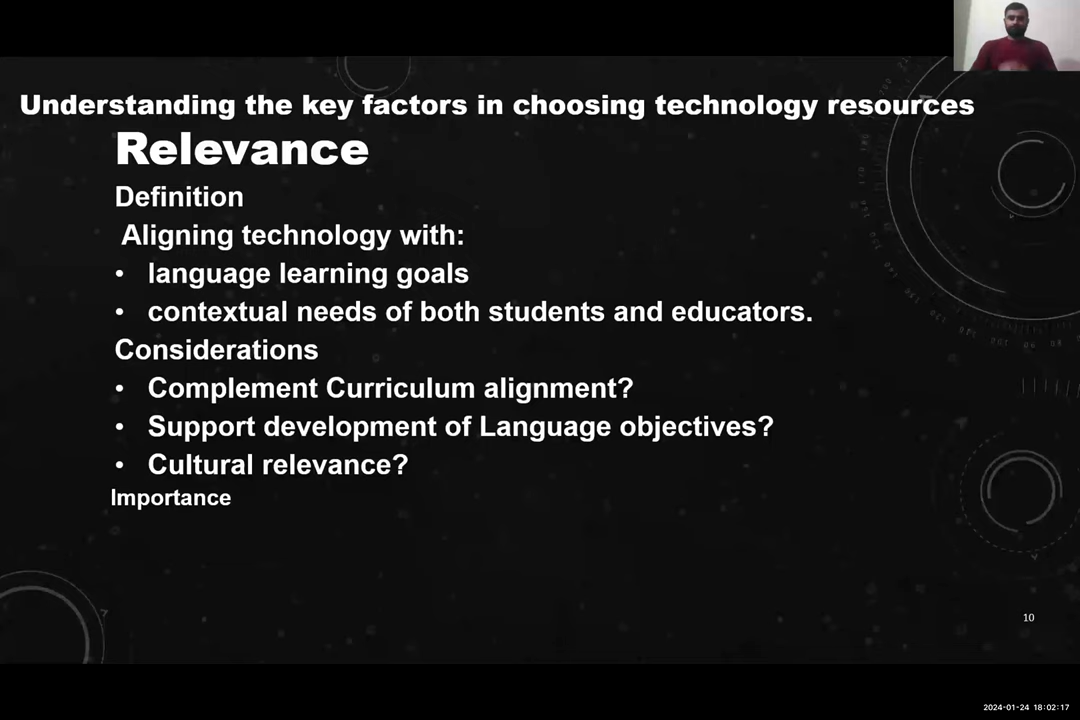 Understanding the key factors in choosing technology resources
Relevance
Definition
Aligning technology with:
• language learning goals
• contextual needs of both students and educators.
Considerations
• Complement Curriculum alignment?
• Support development of Language objectives?
• Cultural relevance?
Importance
10
2024-01-24 18:02:17